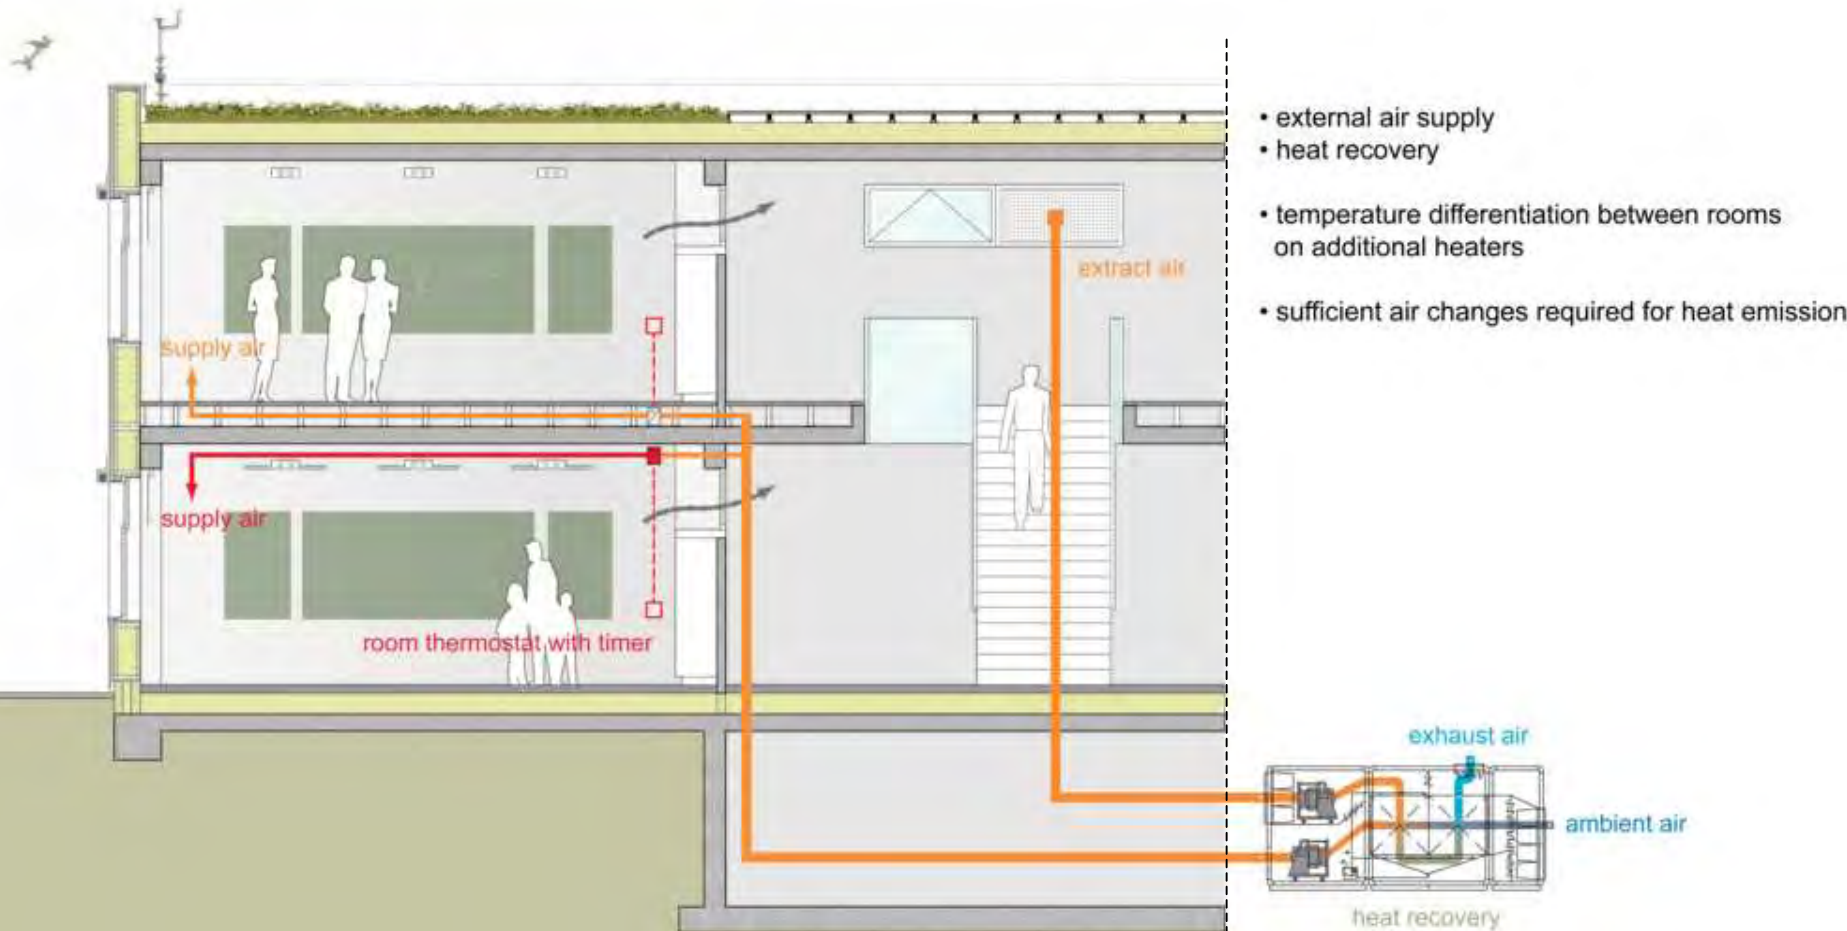 • external air supply
• heat recovery
• temperature differentiation between rooms
on additional heaters
• sufficient air changes required for heat emission
extract air
supply air
supply air
room thermostat with timer
exhaust air
ambient air
heat recovery